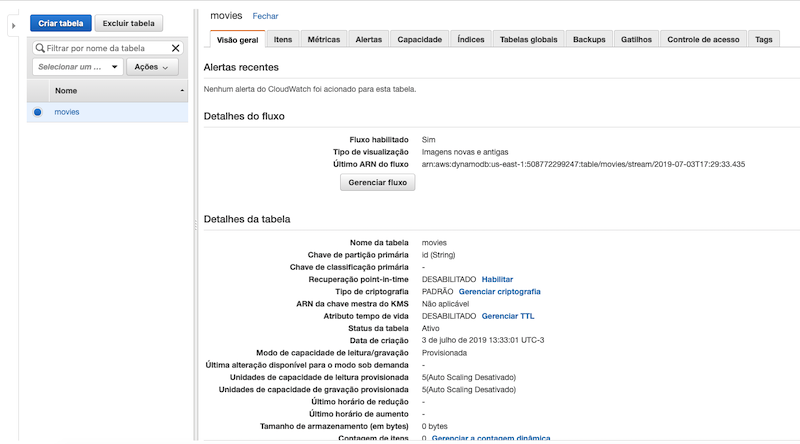 Criar tabela Excluir tabela
Filtrar por nome da tabela
Selecionar um ... Ações
Nome
movies
movies Fechar
Visão geral Itens Métricas Alertas Capacidade Índices Tabelas globais Backups Gatilhos Controle de acesso Tags
Alertas recentes
Nenhum alerta do CloudWatch foi acionado para esta tabela.
Detalhes do fluxo
Fluxo habilitado Sim
Tipo de visualização Imagens novas e antigas
Último ARN do fluxo arn:aws:dynamodb:us-east-1:508772299247:table/movies/stream/2019-07-03T17:29:33.435
Gerenciar fluxo
Detalhes da tabela
Nome da tabela movies
Chave de partição primária id (String)
Chave de classificação primária -
Recuperação point-in-time DESABILITADO Habilitar
Tipo de criptografia PADRÃO Gerenciar criptografia
ARN da chave mestra do KMS Não aplicável
Atributo tempo de vida DESABILITADO Gerenciar TTL
Status da tabela Ativo
Data de criação 3 de julho de 2019 13:33:01 UTC-3
Modo de capacidade de leitura/gravação Provisionada
Última alteração disponível para o modo sob demanda -
Unidades de capacidade de leitura provisionada 5(Auto Scaling Desativado)
Unidades de capacidade de gravação provisionada 5(Auto Scaling Desativado)
Último horário de redução -
Último horário de aumento -
Tamanho de armazenamento (em bytes) 0 bytes
Contagem de itens 0 Gerenciar a contagem dinâmica